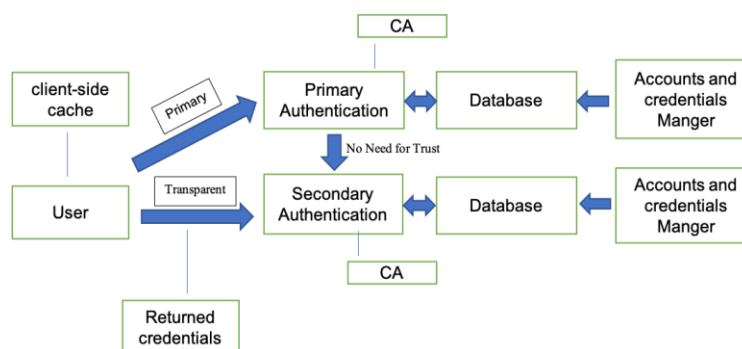 CA
client-side
cache
Primary
Primary
Authentication
Database
Accounts and
credentials
Manger
No Need for Trust
User
Transparent
Secondary
Authentication
Database
Accounts and
credentials
Manger
CA
Returned
credentials